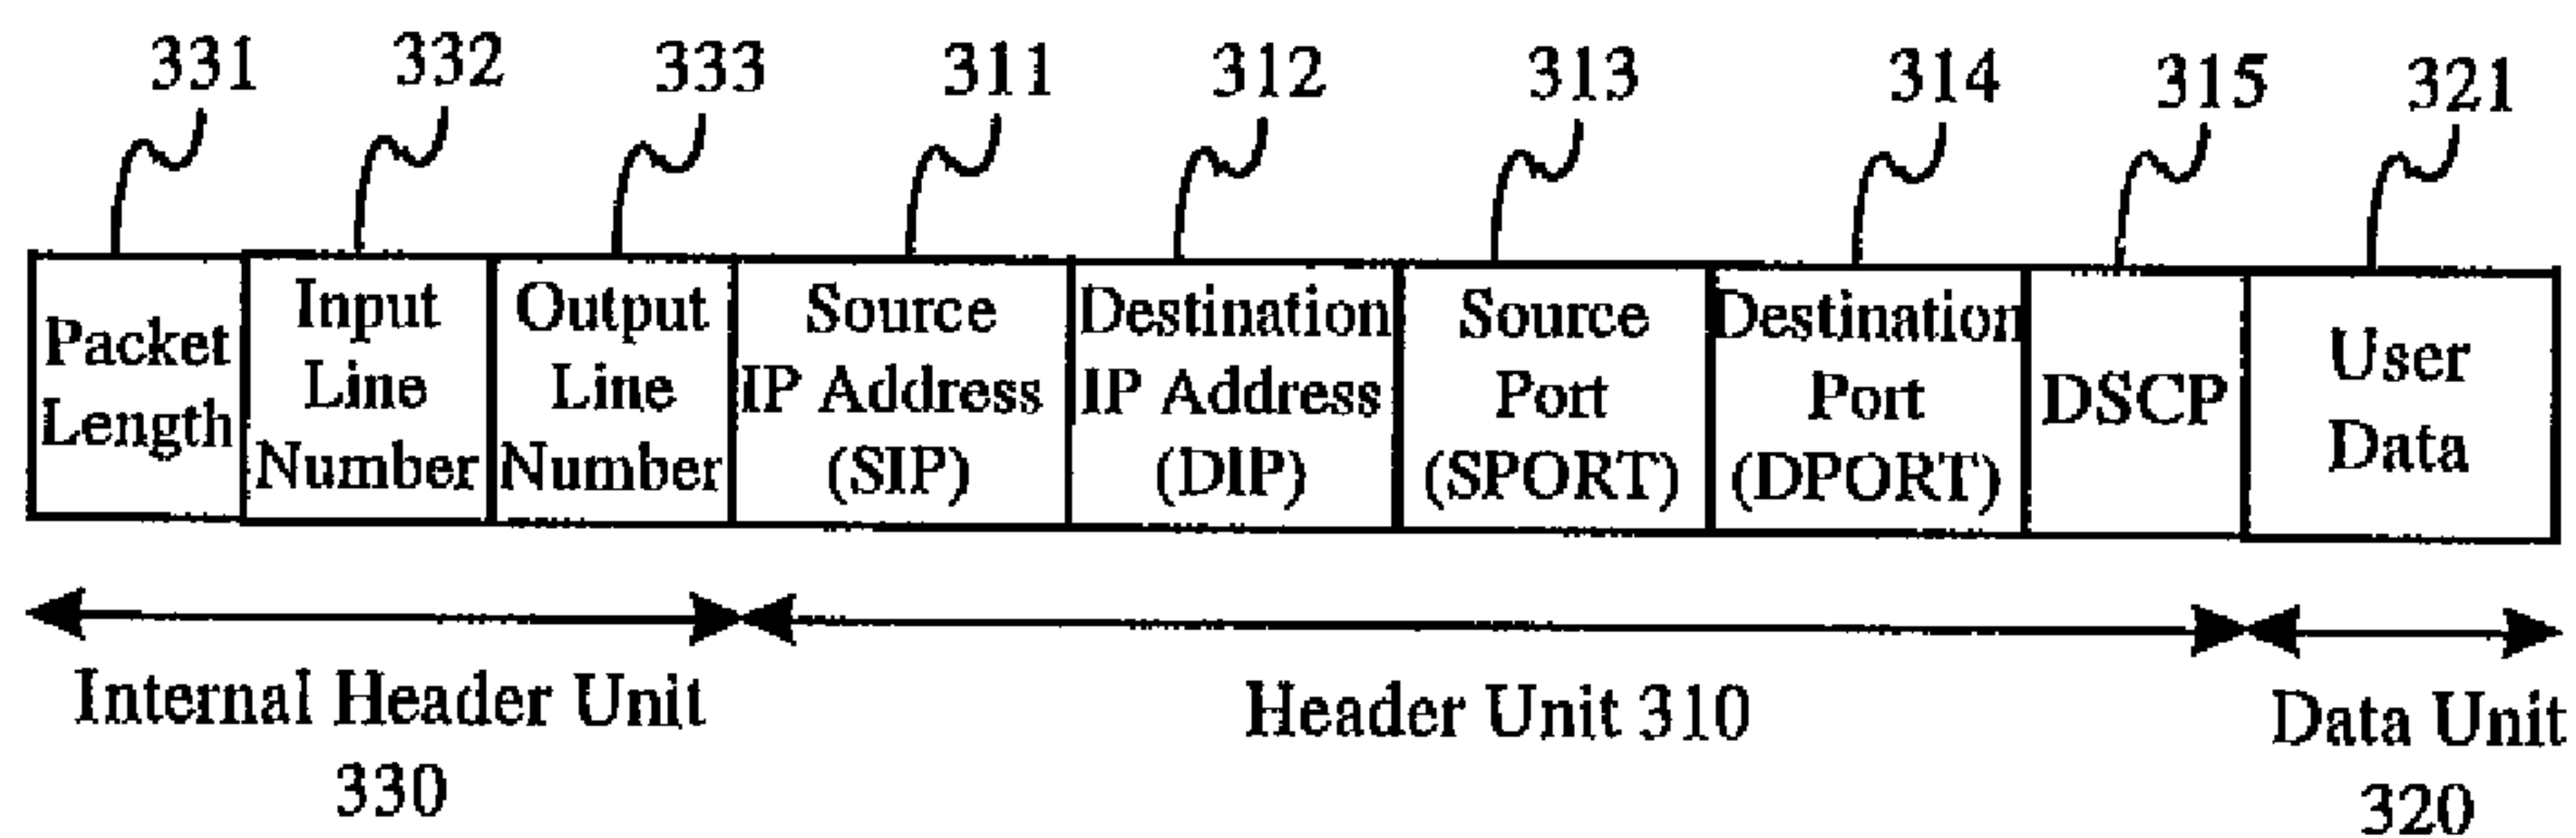 331 332 333 311 312 313 314 315 321
Packet
Length
Input
Line
Number
Output
Line
Number
Source
IP Address
(SIP)
Destination
IP Address
(DIP)
Source
Port
(SPORT)
Destination
Port
(DPORT)
DSCP
User
Data
Internal Header Unit
330
Header Unit 310
Data Unit
320